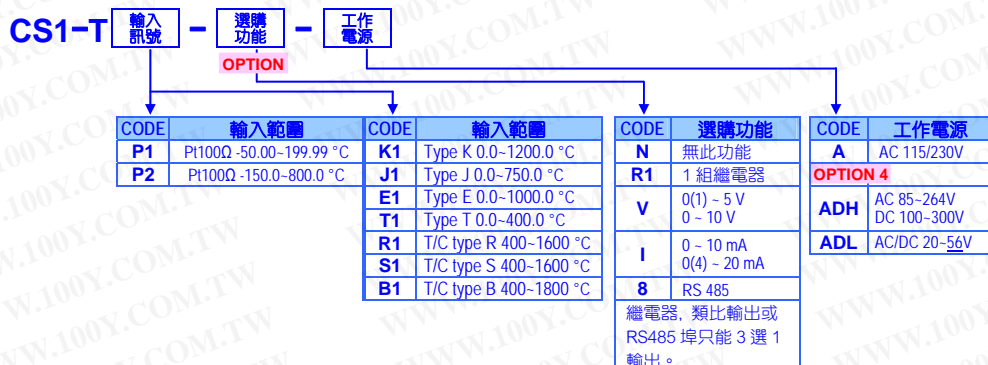 CS1-T 輸入訊號 - 選購功能 - 工作電源
OPTION
CODE 輸入範圍
P1 Pt100Ω -50.00~199.99 °C
P2 Pt100Ω -150.0~800.0 °C
CODE 輸入範圍
K1 Type K 0.0~1200.0 °C
J1 Type J 0.0~750.0 °C
E1 Type E 0.0~1000.0 °C
T1 Type T 0.0~400.0 °C
R1 T/C type R 400~1600 °C
S1 T/C type S 400~1600 °C
B1 T/C type B 400~1800 °C
CODE 選購功能
N 無此功能
R1 1 組繼電器
V 0(1) ~ 5 V
0 ~ 10 V
I 0 ~ 10 mA
0(4) ~ 20 mA
8 RS 485
繼電器, 類比輸出或
RS485 埠只能 3 選 1
輸出。
CODE 工作電源
A AC 115/230V
OPTION 4
ADH AC 85~264V
DC 100~300V
ADL AC/DC 20~56V
WWW.100Y.COM.TW